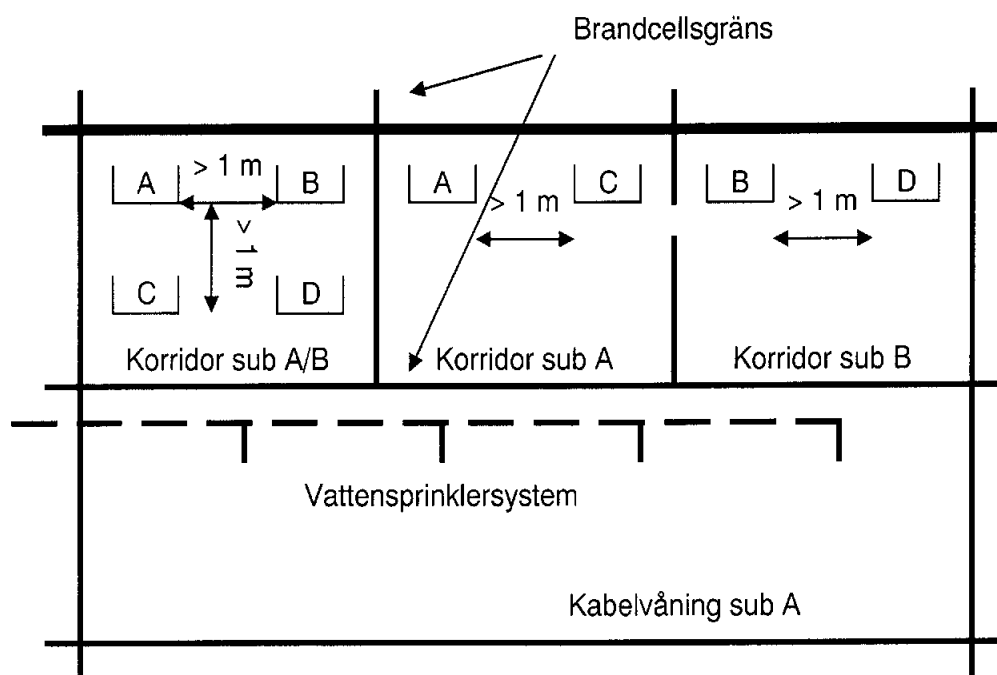 Brandcellsgräns
A
> 1 m
B
A
> 1 m
C
B
> 1 m
D
> 1 m
C
D
Korridor sub A/B
Korridor sub A
Korridor sub B
Vattensprinklersystem
Kabelvåning sub A